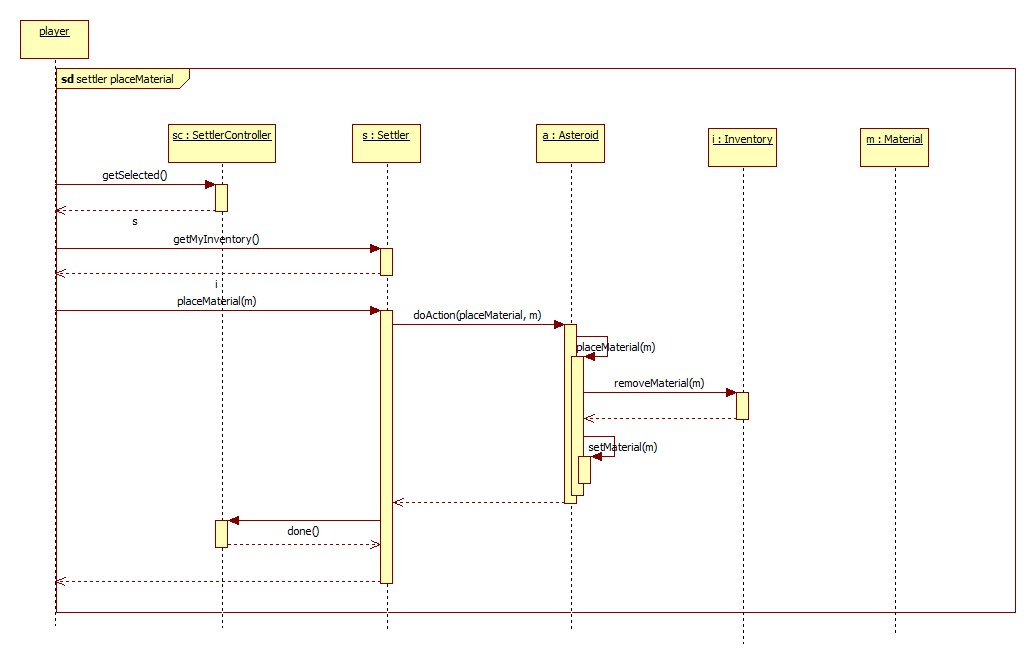 player
sd settler placeMaterial
sc : SettlerController
s : Settler
a : Asteroid
i : Inventory
m : Material
getSelected()
s
getMyInventory()
i
placeMaterial(m)
doAction(placeMaterial, m)
placeMaterial(m)
removeMaterial(m)
setMaterial(m)
done()